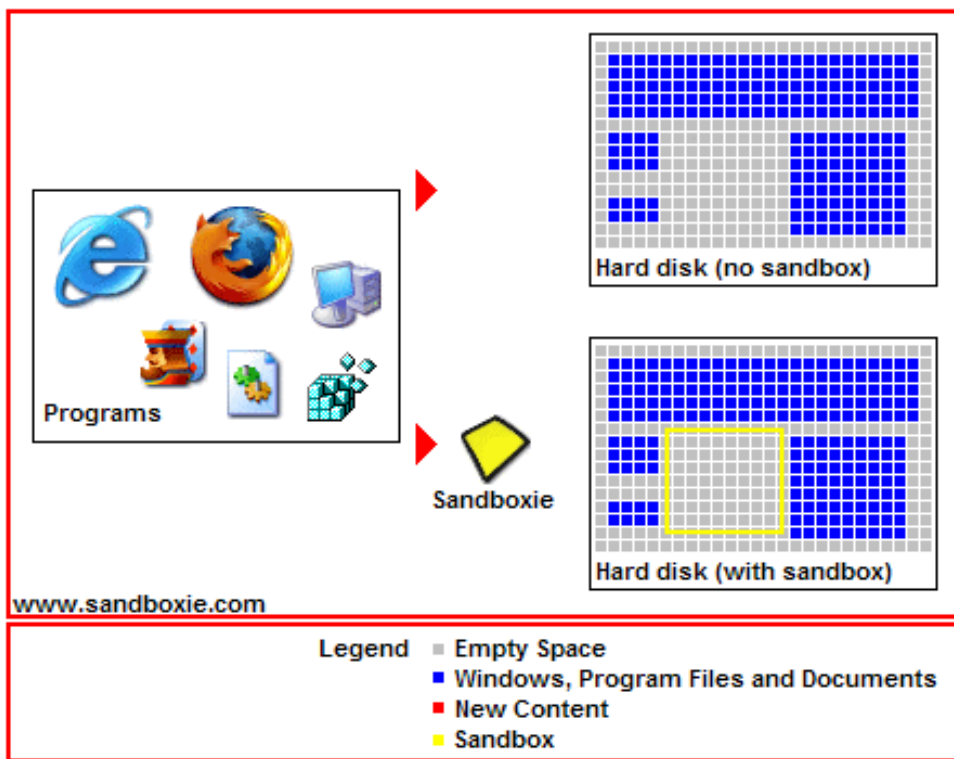 Hard disk (no sandbox)
Programs
Sandboxie
Hard disk (with sandbox)
www.sandboxie.com
Legend
Empty Space
Windows, Program Files and Documents
New Content
Sandbox